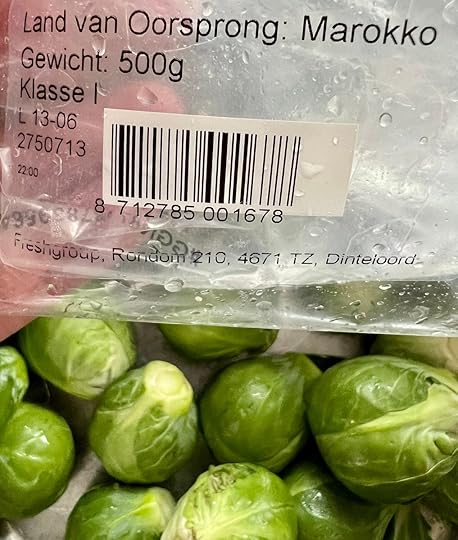 Land van Oorsprong: Marokko
Gewicht: 500g
Klasse I
L 13-06
2750713
22:00
8 712785 001678
Freshgroup, Rondom 210, 4671 TZ, Dinteloord